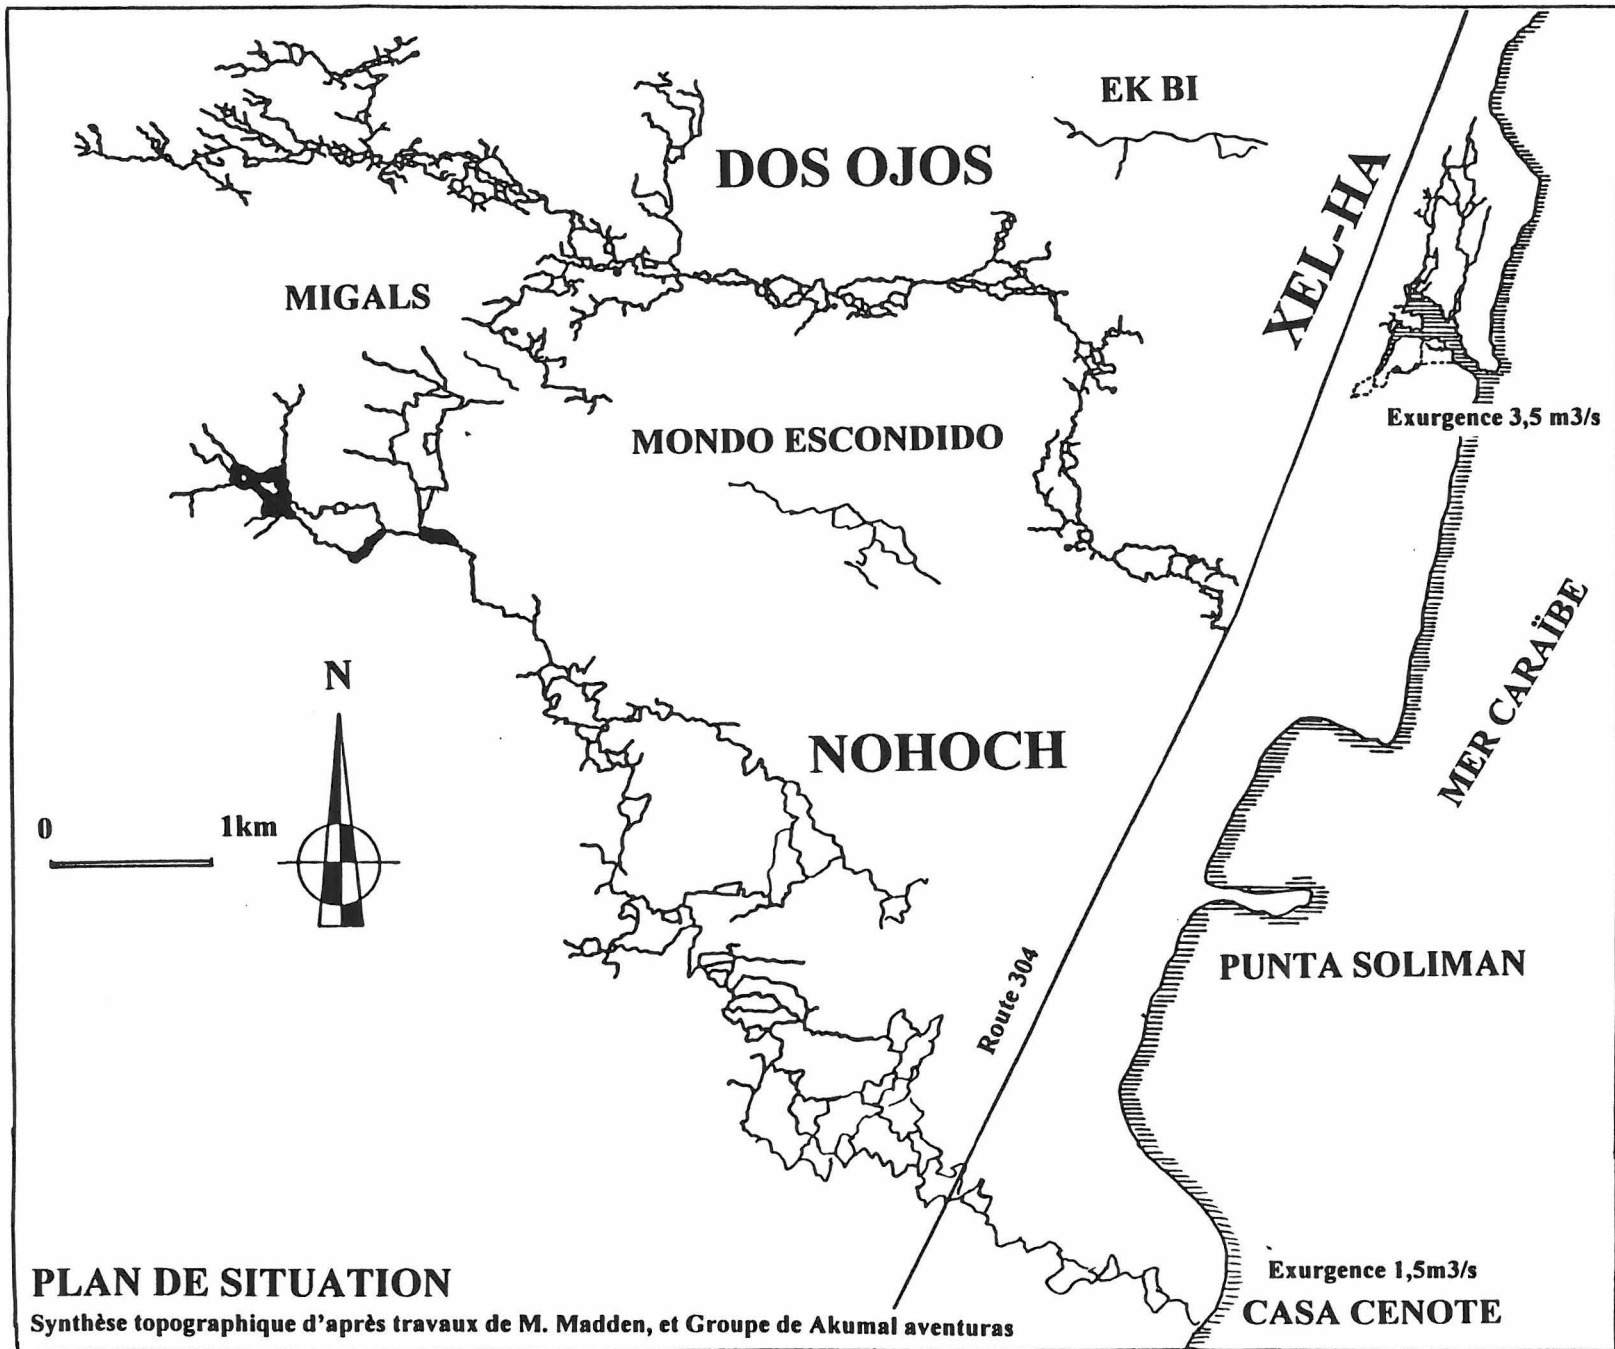 EK BI
DOS OJOS
XEL-HA
MIGALS
Exurgence 3,5 m3/s
MONDO ESCONDIDO
MER CARAÏBE
N
NOHOCH
0 1km
PUNTA SOLIMAN
Route 304
Exurgence 1,5m3/s
CASA CENOTE
PLAN DE SITUATION
Synthèse topographique d'après travaux de M. Madden, et Groupe de Akumal aventuras